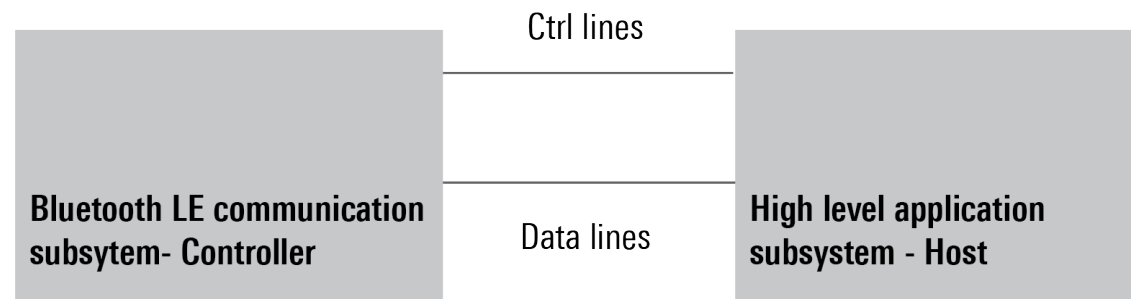 Ctrl lines
Bluetooth LE communication
subsytem- Controller
Data lines
High level application
subsystem - Host